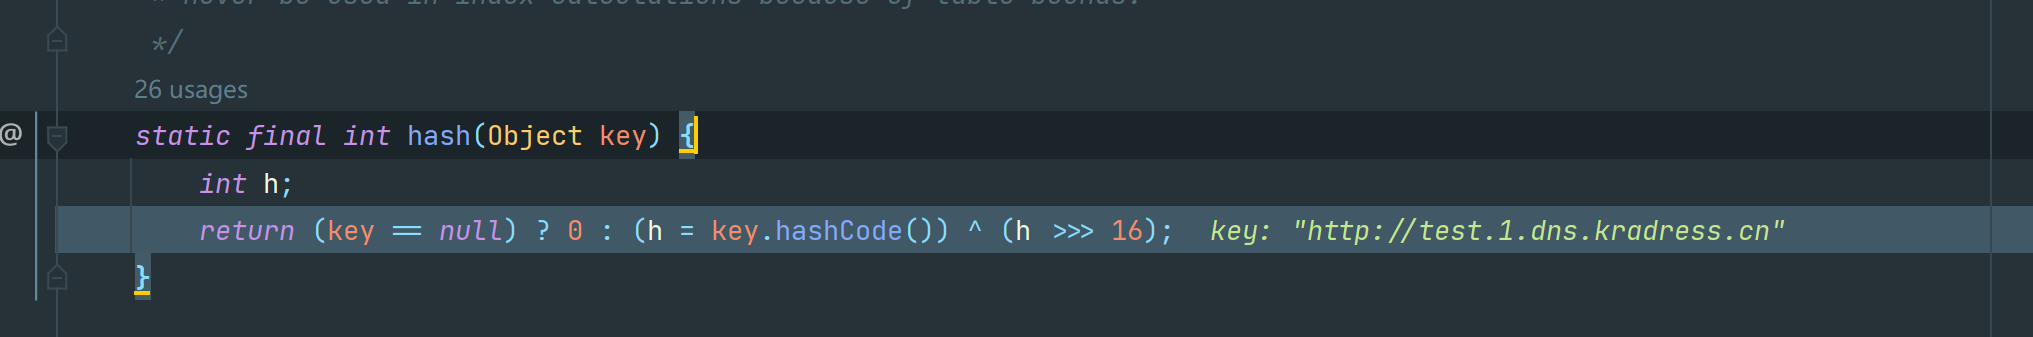 * never be used in index calculations because of table bounds.
*/
26 usages
@
static final int hash(Object key) {
int h;
return (key == null) ? 0 : (h = key.hashCode()) ^ (h >>> 16); key: "http://test.1.dns.kradress.cn"
}